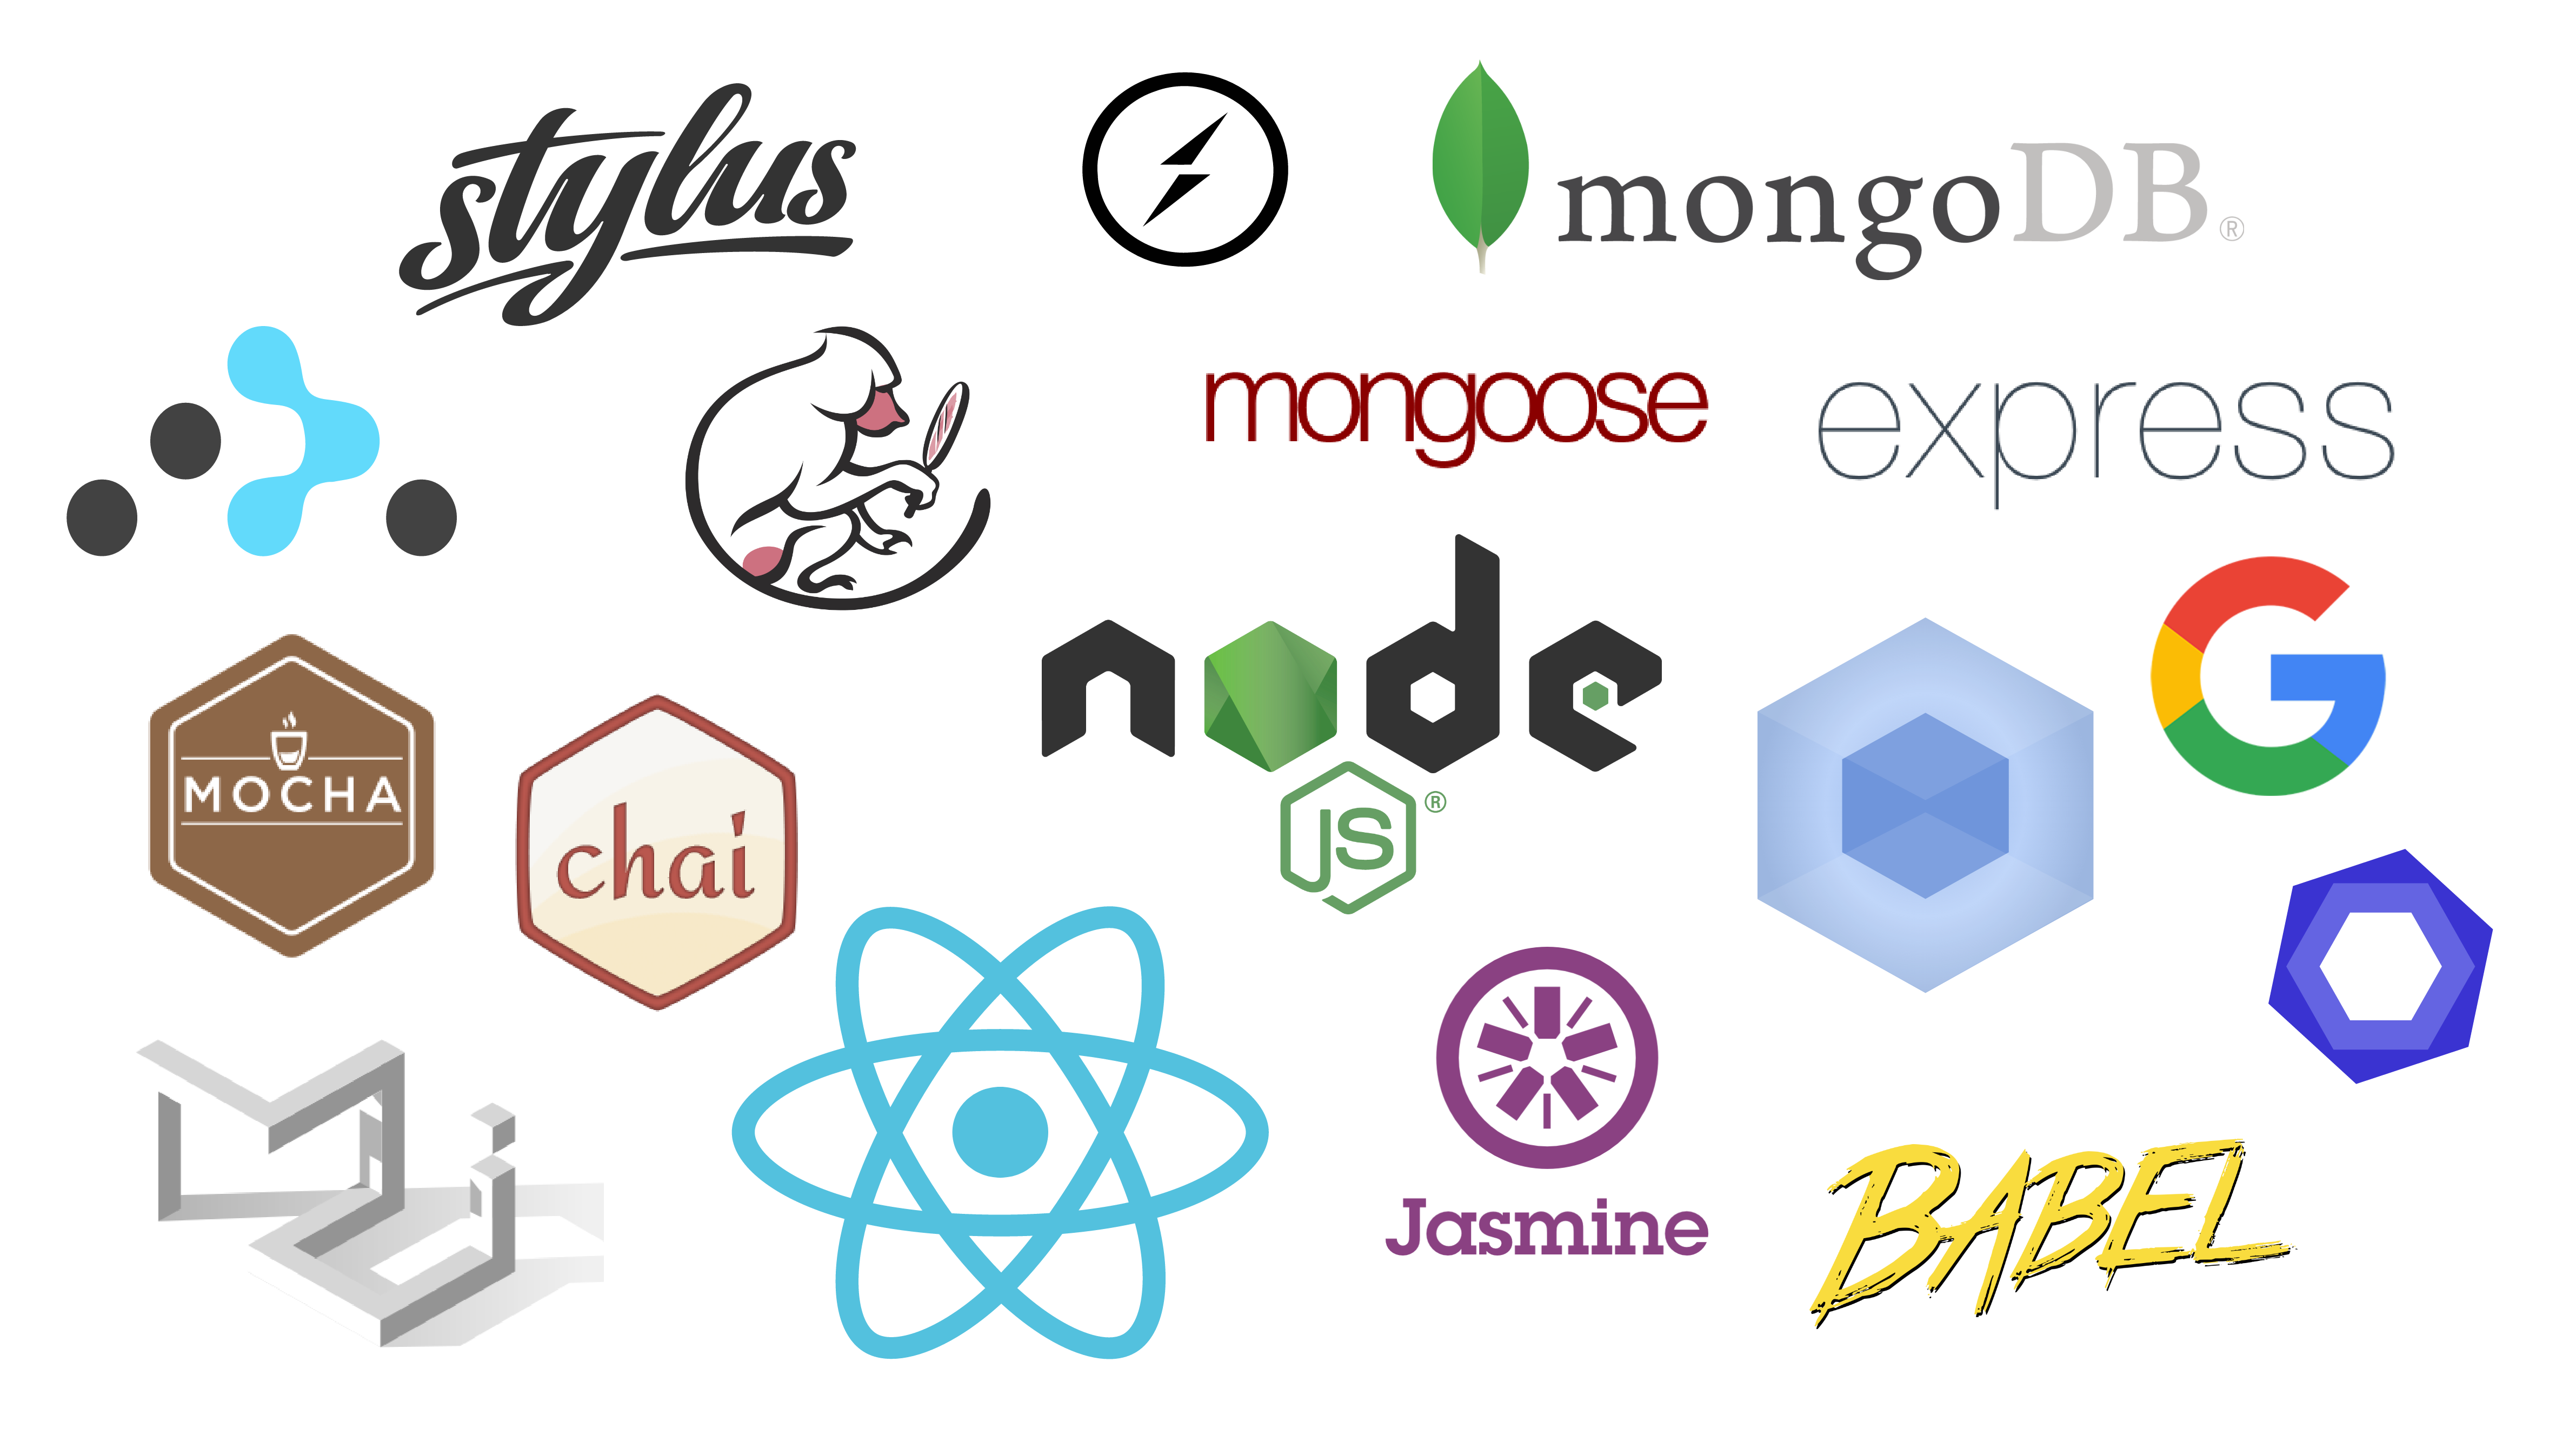 stylus
mongoDB®
mongoose
express
node
JS®
MOCHA
chai
Jasmine
BABEL